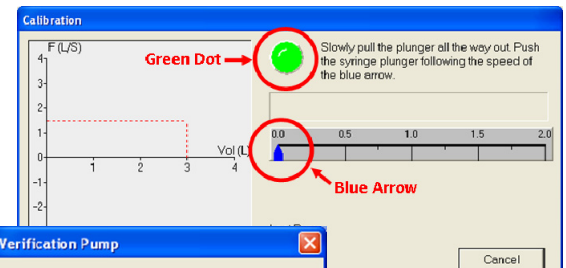 Calibration
F (L/S)
Green Dot
Slowly pull the plunger all the way out. Push
the syringe plunger following the speed of
the blue arrow.
4
3
2
1
0
-1
-2
1 2 3 4
Vol (L)
0.0 0.5 1.0 1.5 2.0
Blue Arrow
Verification Pump
Cancel